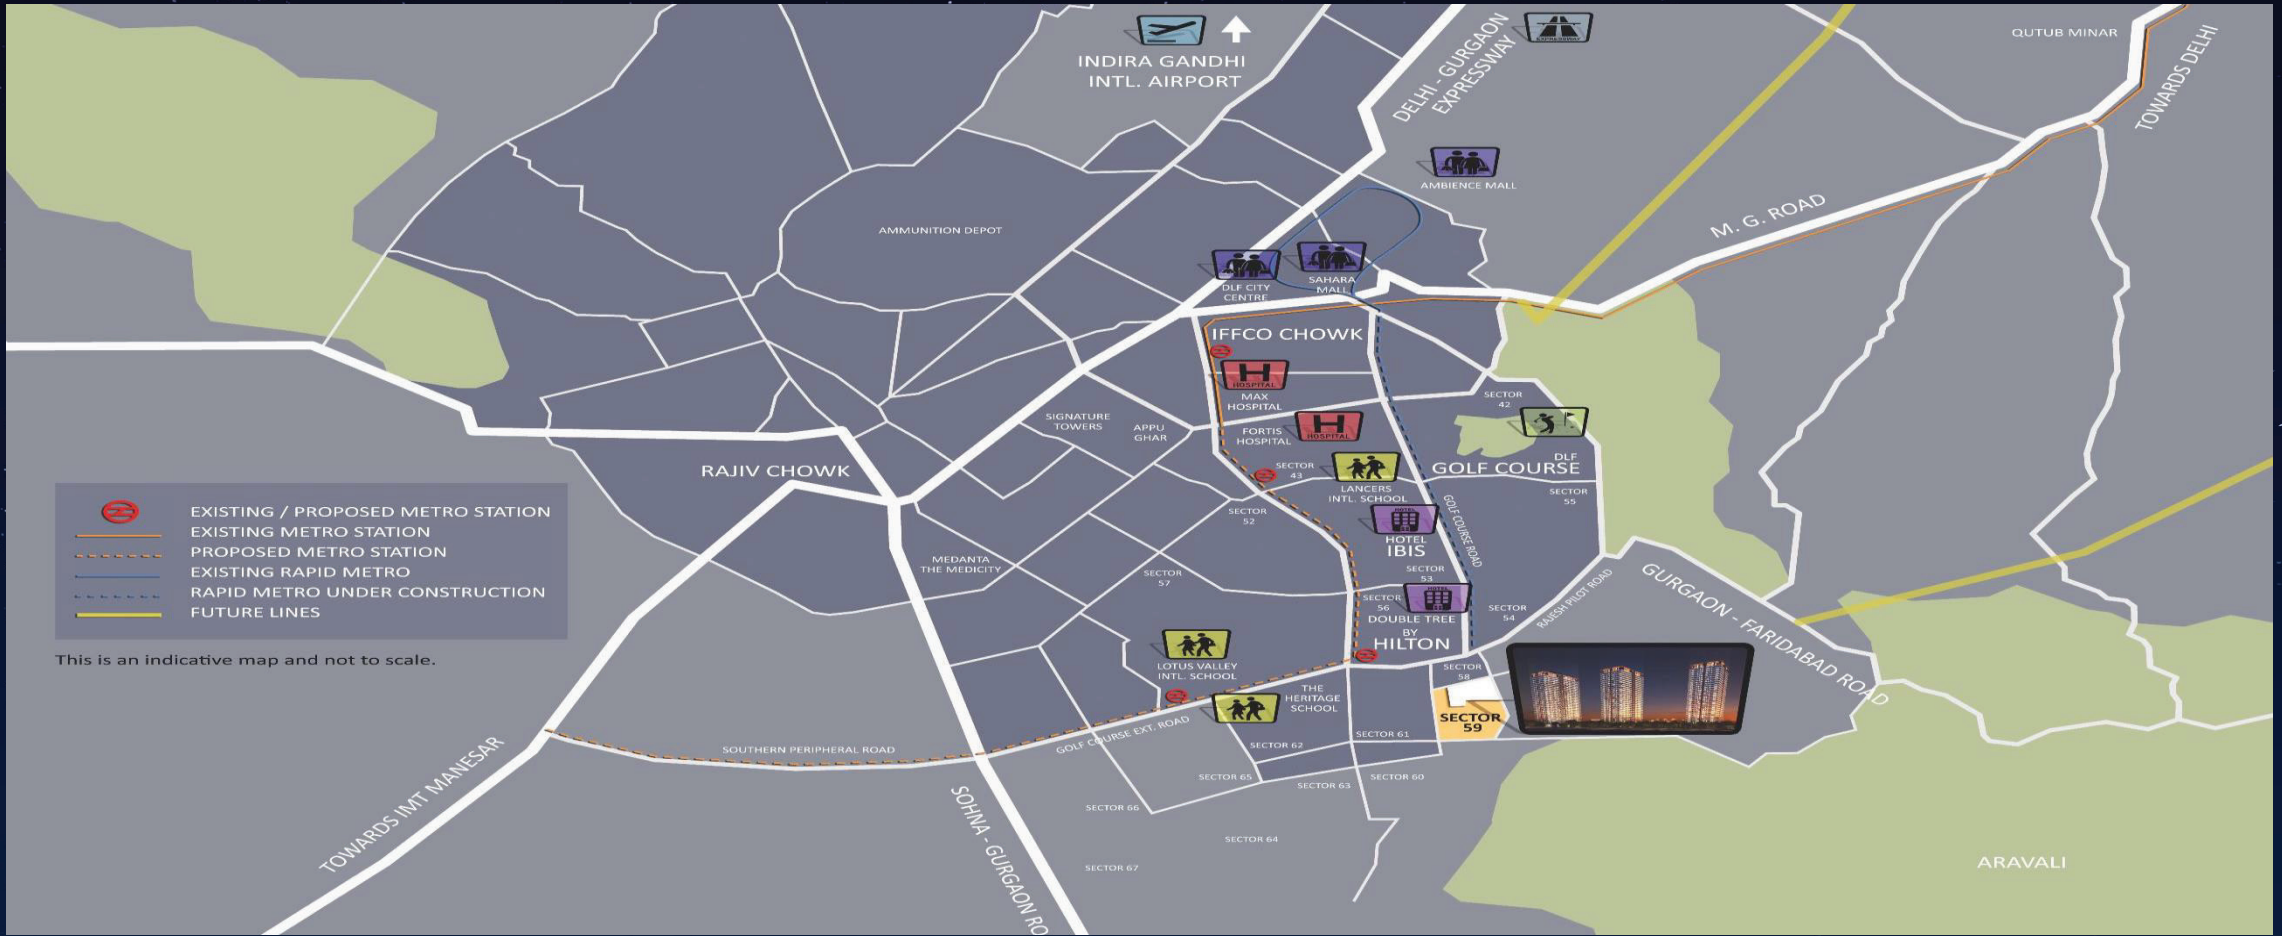 INDIRA GANDHI
INTL. AIRPORT
DELHI - GURGAON
EXPRESSWAY
QUTUB MINAR
TOWARDS DELHI
AMBIENCE MALL
M. G. ROAD
AMMUNITION DEPOT
DLF CITY
CENTRE
SAHARA
MALL
IFFCO CHOWK
HOSPITAL
MAX
HOSPITAL
SECTOR
42
SIGNATURE
TOWERS
APPU
GHAR
FORTIS
HOSPITAL
HOSPITAL
RAJIV CHOWK
SECTOR
43
DLF
GOLF COURSE
LANCERS
INTL. SCHOOL
SECTOR
55
SECTOR
52
GOLF COURSE ROAD
HOTEL
HOTEL
IBIS
MEDANTA
THE MEDICITY
SECTOR
57
SECTOR
53
HOTEL
SECTOR
56
DOUBLE TREE
BY
HILTON
SECTOR
54
RAJESH PILOT ROAD
GURGAON - FARIDABAD ROAD
EXISTING / PROPOSED METRO STATION
EXISTING METRO STATION
PROPOSED METRO STATION
EXISTING RAPID METRO
RAPID METRO UNDER CONSTRUCTION
FUTURE LINES
This is an indicative map and not to scale.
LOTUS VALLEY
INTL. SCHOOL
THE
HERITAGE
SCHOOL
SECTOR
58
SECTOR
59
GOLF COURSE EXT. ROAD
SOUTHERN PERIPHERAL ROAD
SECTOR 62
SECTOR 61
SECTOR 65
SECTOR 63
SECTOR 60
TOWARDS IMT MANESAR
SOHNA - GURGAON RO
SECTOR 66
SECTOR 64
SECTOR 67
ARAVALI